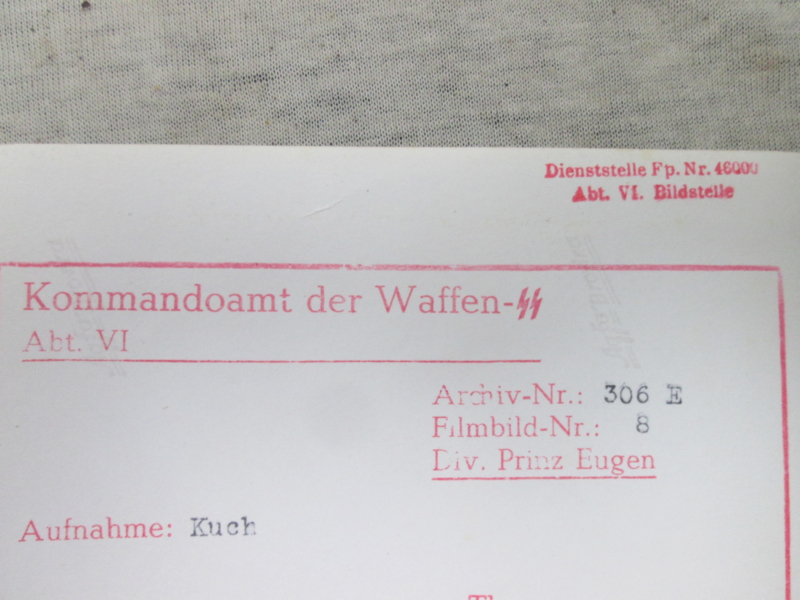 Dienststelle Fp. Nr. 46000
Abt. VI. Bildstelle
Kommandoamt der Waffen-SS
Abt. VI
Archiv-Nr.: 306 E
Filmbild-Nr.: 8
Div. Prinz Eugen
Aufnahme: Kuch